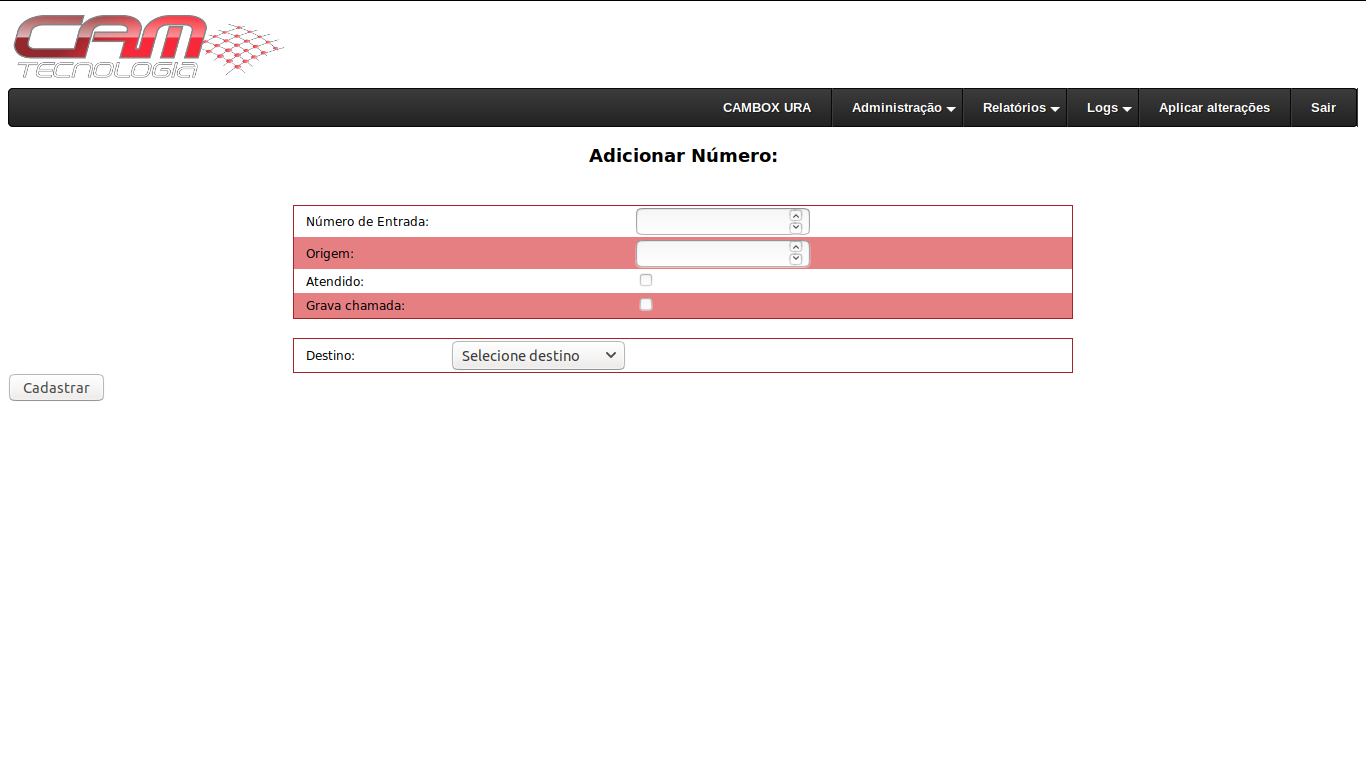 CAM
TECNOLOGIA
CAMBOX URA Administração Relatórios Logs Aplicar alterações Sair
Adicionar Número:
Número de Entrada:
Origem:
Atendido:
Grava chamada:
Destino: Selecione destino
Cadastrar